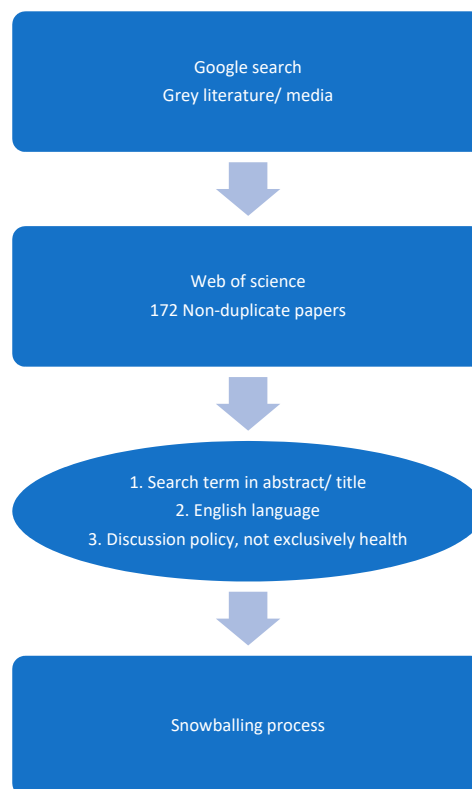 Google search
Grey literature/ media
Web of science
172 Non-duplicate papers
1. Search term in abstract/ title
2. English language
3. Discussion policy, not exclusively health
Snowballing process